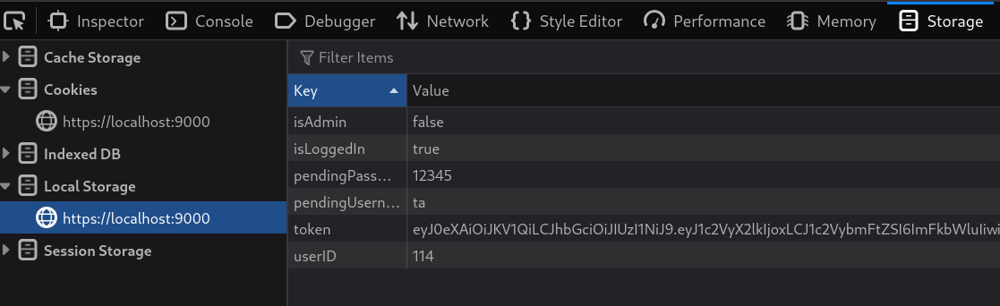 Inspector Console Debugger Network Style Editor Performance Memory Storage
Cache Storage
Cookies
https://localhost:9000
Indexed DB
Local Storage
https://localhost:9000
Session Storage
Filter Items
Key Value
isAdmin false
isLoggedIn true
pendingPass… 12345
pendingUsern… ta
token eyJ0eXAiOiJKV1QiLCJhbGciOiJIUzI1NiJ9.eyJ1c2VyX2lkIjoxLCJ1c2VybmFtZSI6ImFkbWluIiwi
userID 114